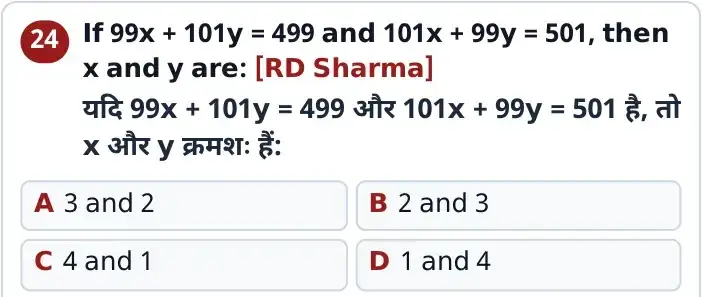 24 If 99x + 101y = 499 and 101x + 99y = 501, then
x and y are: [RD Sharma]
यदि 99x + 101y = 499 और 101x + 99y = 501 है, तो
x और y क्रमशः हैं:
A 3 and 2
B 2 and 3
C 4 and 1
D 1 and 4